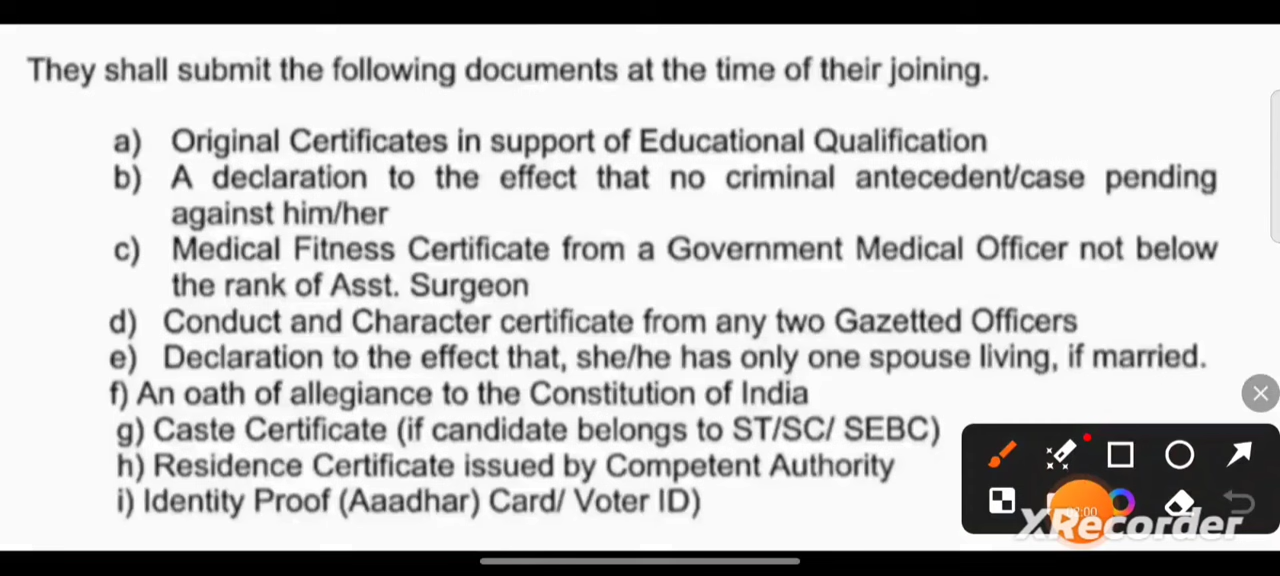 They shall submit the following documents at the time of their joining.
a) Original Certificates in support of Educational Qualification
b) A declaration to the effect that no criminal antecedent/case pending
against him/her
c) Medical Fitness Certificate from a Government Medical Officer not below
the rank of Asst. Surgeon
d) Conduct and Character certificate from any two Gazetted Officers
e) Declaration to the effect that, she/he has only one spouse living, if married.
f) An oath of allegiance to the Constitution of India
g) Caste Certificate (if candidate belongs to ST/SC/ SEBC)
h) Residence Certificate issued by Competent Authority
i) Identity Proof (Aaadhar) Card/ Voter ID)
XRecorder